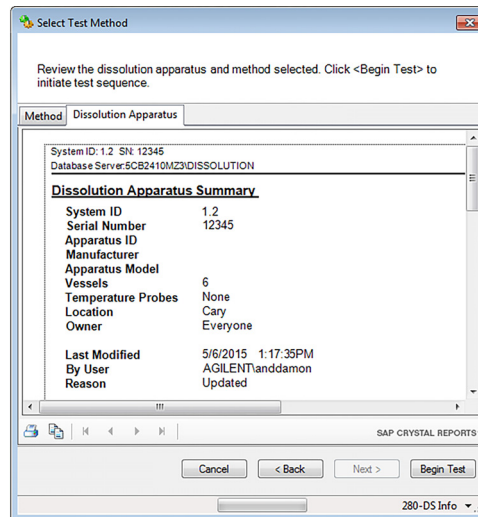 Select Test Method
Review the dissolution apparatus and method selected. Click <Begin Test> to
initiate test sequence.
Method Dissolution Apparatus
System ID: 1.2 SN: 12345
Database Server:5CB2410MZ3\DISSOLUTION
Dissolution Apparatus Summary
System ID 1.2
Serial Number 12345
Apparatus ID
Manufacturer
Apparatus Model
Vessels 6
Temperature Probes None
Location Cary
Owner Everyone
Last Modified 5/6/2015 1:17:35PM
By User AGILENT\anddamon
Reason Updated
SAP CRYSTAL REPORTS
Cancel < Back Next > Begin Test
280-DS Info